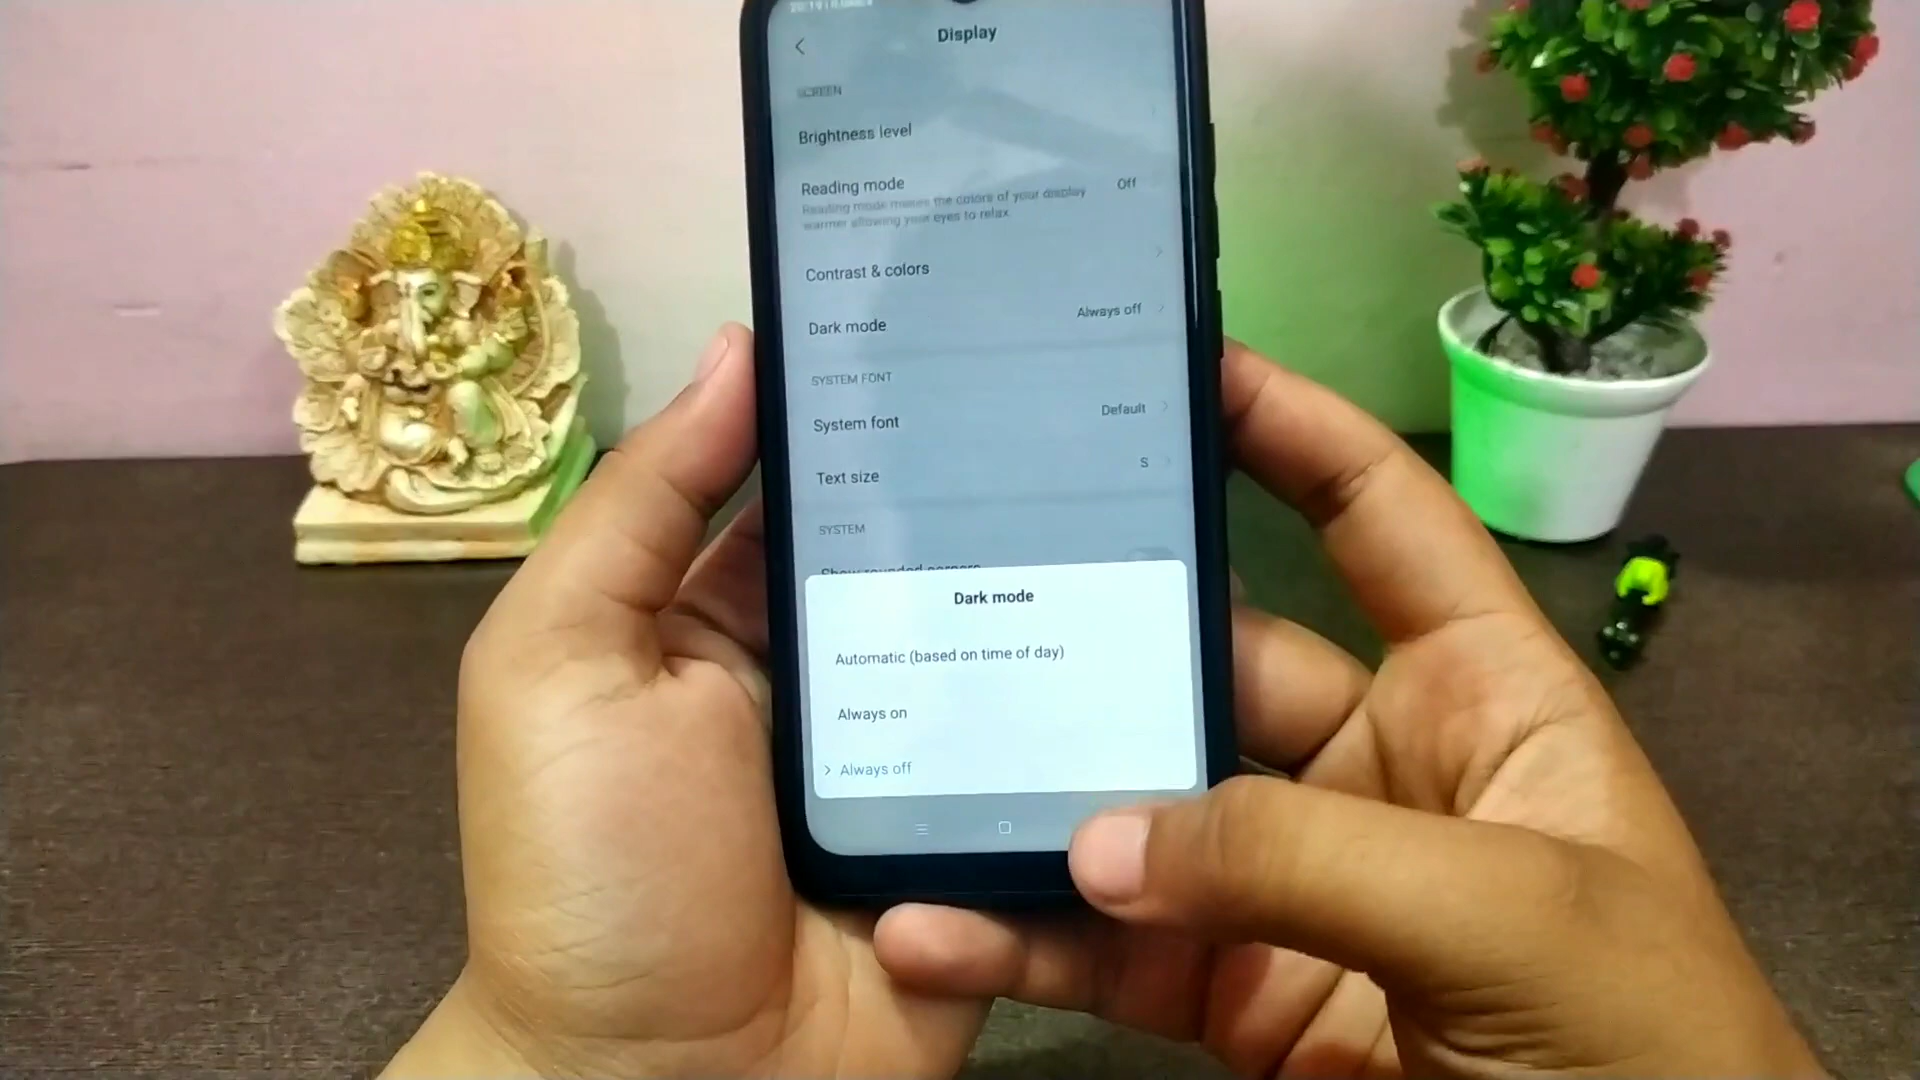 Display
SCREEN
Brightness level
Reading mode
Off
Reading mode makes the colors of your display
warmer allowing your eyes to relax
Contrast & colors
Dark mode
Always off
SYSTEM FONT
System font
Default
Text size
S
SYSTEM
Show rounded corners
Dark mode
Automatic (based on time of day)
Always on
Always off